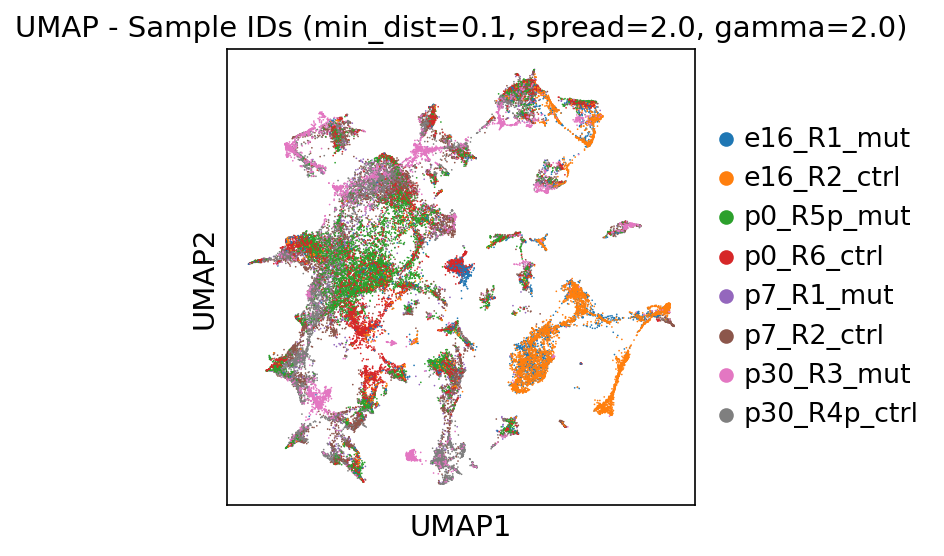 UMAP - Sample IDs (min_dist=0.1, spread=2.0, gamma=2.0)
UMAP2
UMAP1
e16_R1_mut
e16_R2_ctrl
p0_R5p_mut
p0_R6_ctrl
p7_R1_mut
p7_R2_ctrl
p30_R3_mut
p30_R4p_ctrl